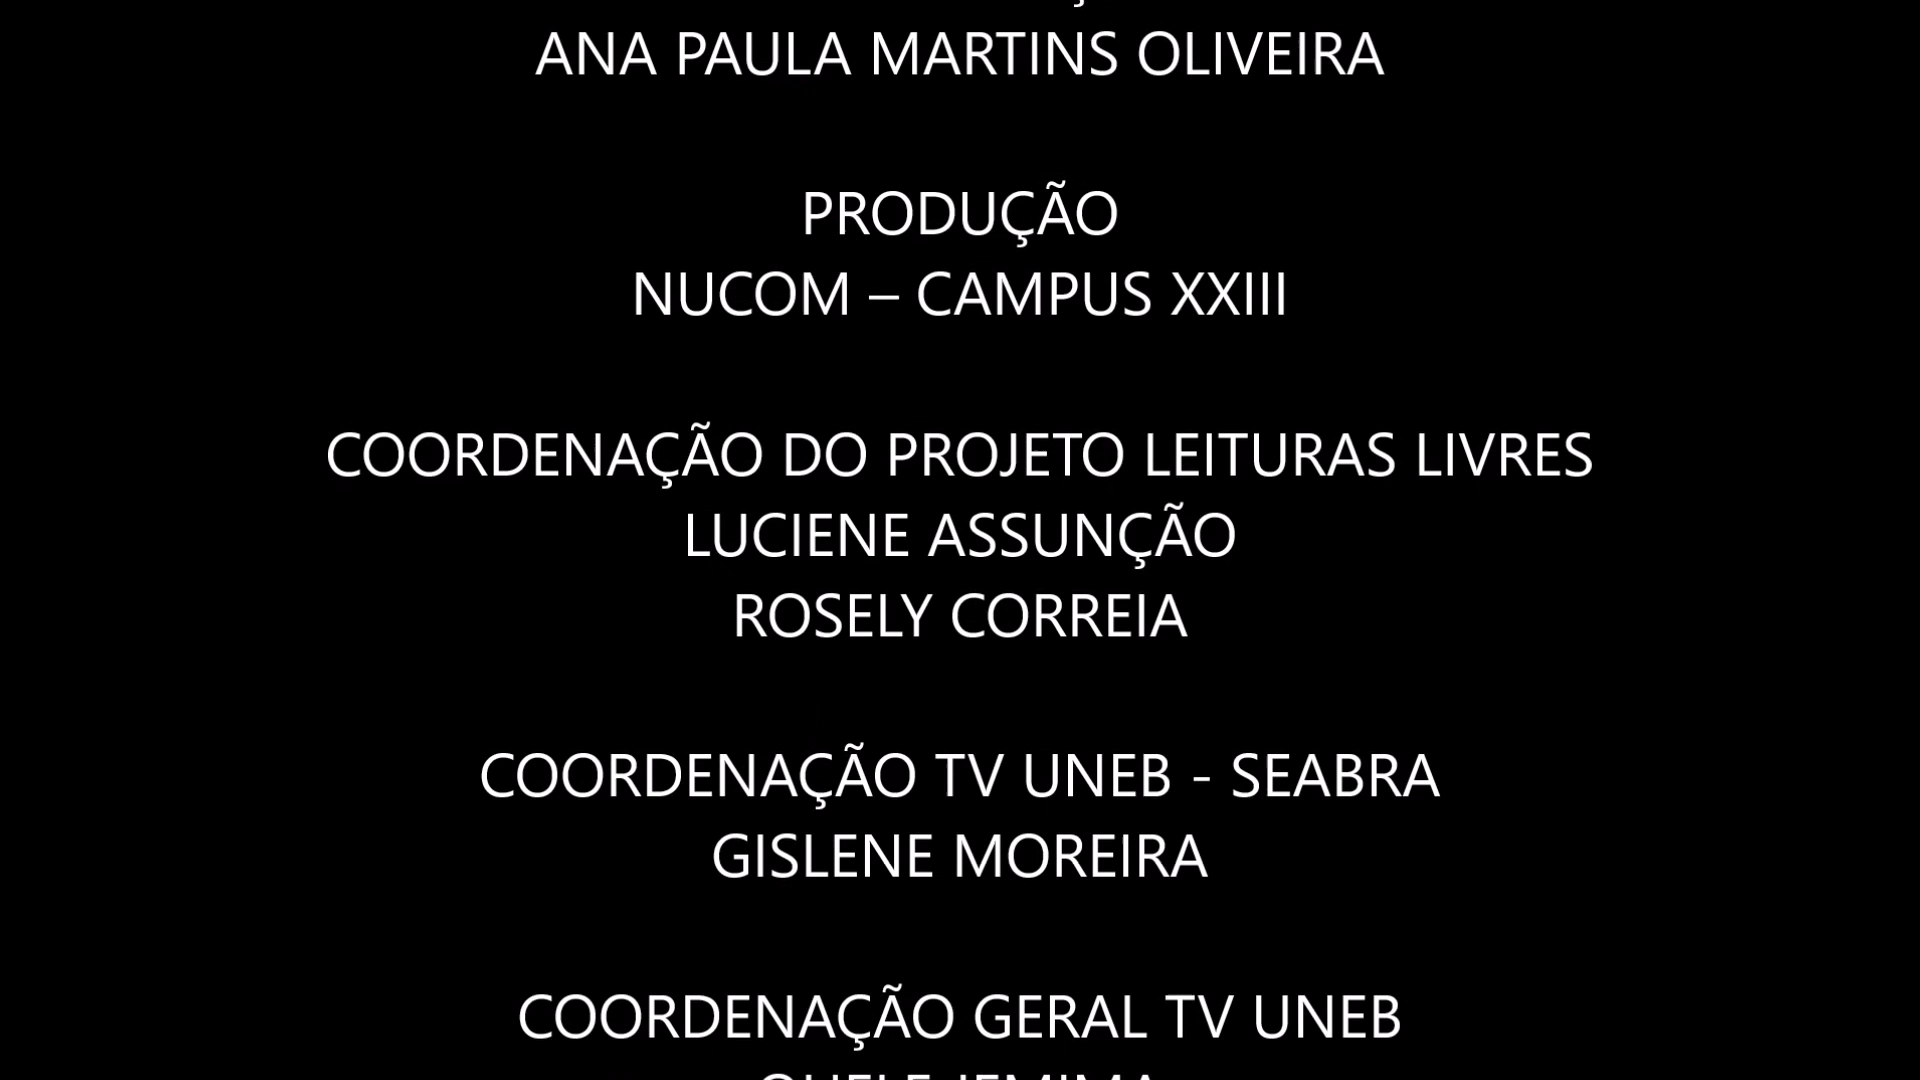 ANA PAULA MARTINS OLIVEIRA
PRODUÇÃO
NUCOM – CAMPUS XXIII
COORDENAÇÃO DO PROJETO LEITURAS LIVRES
LUCIENE ASSUNÇÃO
ROSELY CORREIA
COORDENAÇÃO TV UNEB - SEABRA
GISLENE MOREIRA
COORDENAÇÃO GERAL TV UNEB